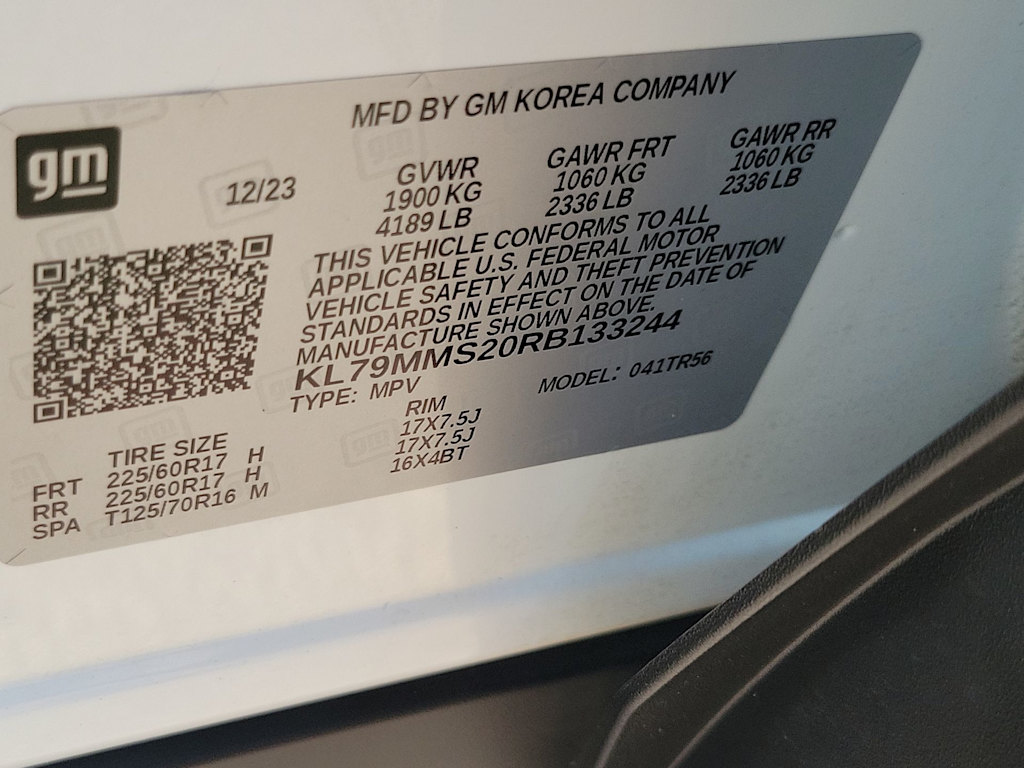 MFD BY GM KOREA COMPANY
gm
12/23
GVWR
1900 KG
4189 LB
GAWR FRT
1060 KG
2336 LB
GAWR RR
1060 KG
2336 LB
THIS VEHICLE CONFORMS TO ALL
APPLICABLE U.S. FEDERAL MOTOR
VEHICLE SAFETY AND THEFT PREVENTION
STANDARDS IN EFFECT ON THE DATE OF
MANUFACTURE SHOWN ABOVE.
KL79MMS20RB133244
TYPE: MPV
MODEL: 041TR56
TIRE SIZE
RIM
FRT 225/60R17 H 17X7.5J
RR 225/60R17 H 17X7.5J
SPA T125/70R16 M 16X4BT